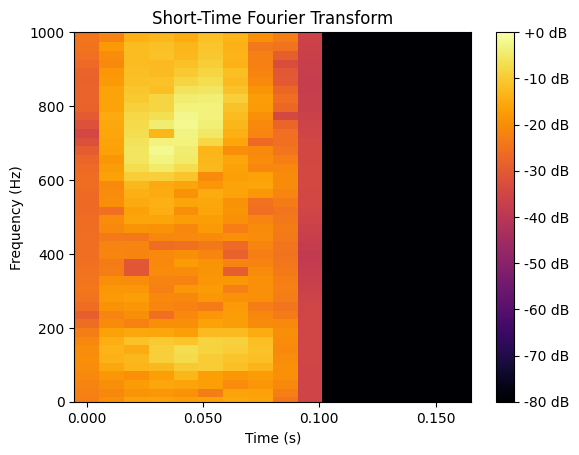 Short-Time Fourier Transform
1000
800
600
400
200
0
Frequency (Hz)
0.000
0.050
0.100
0.150
Time (s)
+0 dB
-10 dB
-20 dB
-30 dB
-40 dB
-50 dB
-60 dB
-70 dB
-80 dB